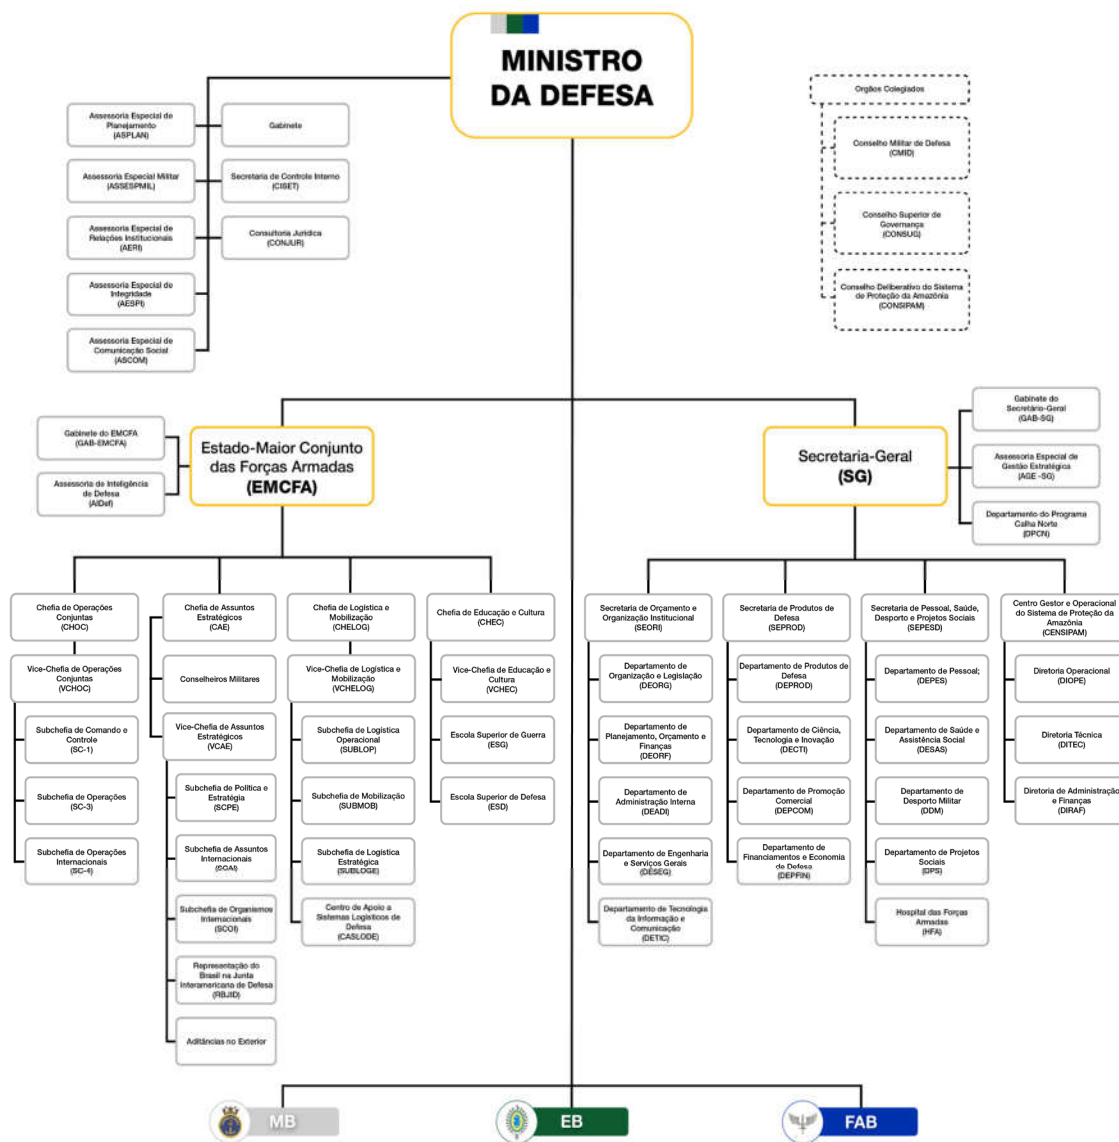 MINISTRO
DA DEFESA
Assessoria Especial de
Planejamento
(ASPLAN)
Gabinete
Assessoria Especial Militar
(ASSESPMIL)
Secretaria de Controle Interno
(CISET)
Assessoria Especial de
Relações Institucionais
(AERI)
Consultoria Jurídica
(CONJUR)
Assessoria Especial de
Integridade
(AESPI)
Assessoria Especial de
Comunicação Social
(ASCOM)
Orgãos Colegiados
Conselho Militar de Defesa
(CMID)
Conselho Superior de
Governança
(CONSUG)
Conselho Deliberativo do Sistema
de Proteção da Amazônia
(CONSIPAM)
Gabinete do EMCFA
(GAB-EMCFA)
Assessoria de Inteligência
de Defesa
(AIDef)
Estado-Maior Conjunto
das Forças Armadas
(EMCFA)
Secretaria-Geral
(SG)
Gabinete do
Secretário-Geral
(GAB-SG)
Assessoria Especial de
Gestão Estratégica
(AGE -SG)
Departamento do Programa
Calha Norte
(DPCN)
Chefia de Operações
Conjuntas
(CHOC)
Vice-Chefia de Operações
Conjuntas
(VCHOC)
Subchefia de Comando e
Controle
(SC-1)
Subchefia de Operações
(SC-3)
Subchefia de Operações
Internacionais
(SC-4)
Chefia de Assuntos
Estratégicos
(CAE)
Conselheiros Militares
Vice-Chefia de Assuntos
Estratégicos
(VCAE)
Subchefia de Política e
Estratégia
(SCPE)
Subchefia de Assuntos
Internacionais
(SCAI)
Subchefia de Organismos
Internacionais
(SCOI)
Representação do
Brasil na Junta
Interamericana de Defesa
(RBJID)
Aditâncias no Exterior
Chefia de Logística e
Mobilização
(CHELOG)
Vice-Chefia de Logística e
Mobilização
(VCHELOG)
Subchefia de Logística
Operacional
(SUBLOP)
Subchefia de Mobilização
(SUBMOB)
Subchefia de Logística
Estratégica
(SUBLOGE)
Centro de Apoio a
Sistemas Logísticos de
Defesa
(CASLODE)
Chefia de Educação e Cultura
(CHEC)
Vice-Chefia de Educação e
Cultura
(VCHEC)
Escola Superior de Guerra
(ESG)
Escola Superior de Defesa
(ESD)
Secretaria de Orçamento e
Organização Institucional
(SEORI)
Departamento de
Organização e Legislação
(DEORG)
Departamento de
Planejamento, Orçamento e
Finanças
(DEORF)
Departamento de
Administração Interna
(DEADI)
Departamento de Engenharia
e Serviços Gerais
(DESEG)
Departamento de Tecnologia
da Informação e
Comunicação
(DETIC)
Secretaria de Produtos de
Defesa
(SEPROD)
Departamento de Produtos de
Defesa
(DEPROD)
Departamento de Ciência,
Tecnologia e Inovação
(DECTI)
Departamento de Promoção
Comercial
(DEPCOM)
Departamento de
Financiamentos e Economia
de Defesa
(DEPFIN)
Secretaria de Pessoal, Saúde,
Desporto e Projetos Sociais
(SEPESD)
Departamento de Pessoal;
(DEPES)
Departamento de Saúde e
Assistência Social
(DESAS)
Departamento de
Desporto Militar
(DDM)
Departamento de Projetos
Sociais
(DPS)
Hospital das Forças
Armadas
(HFA)
Centro Gestor e Operacional
do Sistema de Proteção da
Amazônia
(CENSIPAM)
Diretoria Operacional
(DIOPE)
Diretoria Técnica
(DITEC)
Diretoria de Administração
e Finanças
(DIRAF)
MB
EB
FAB